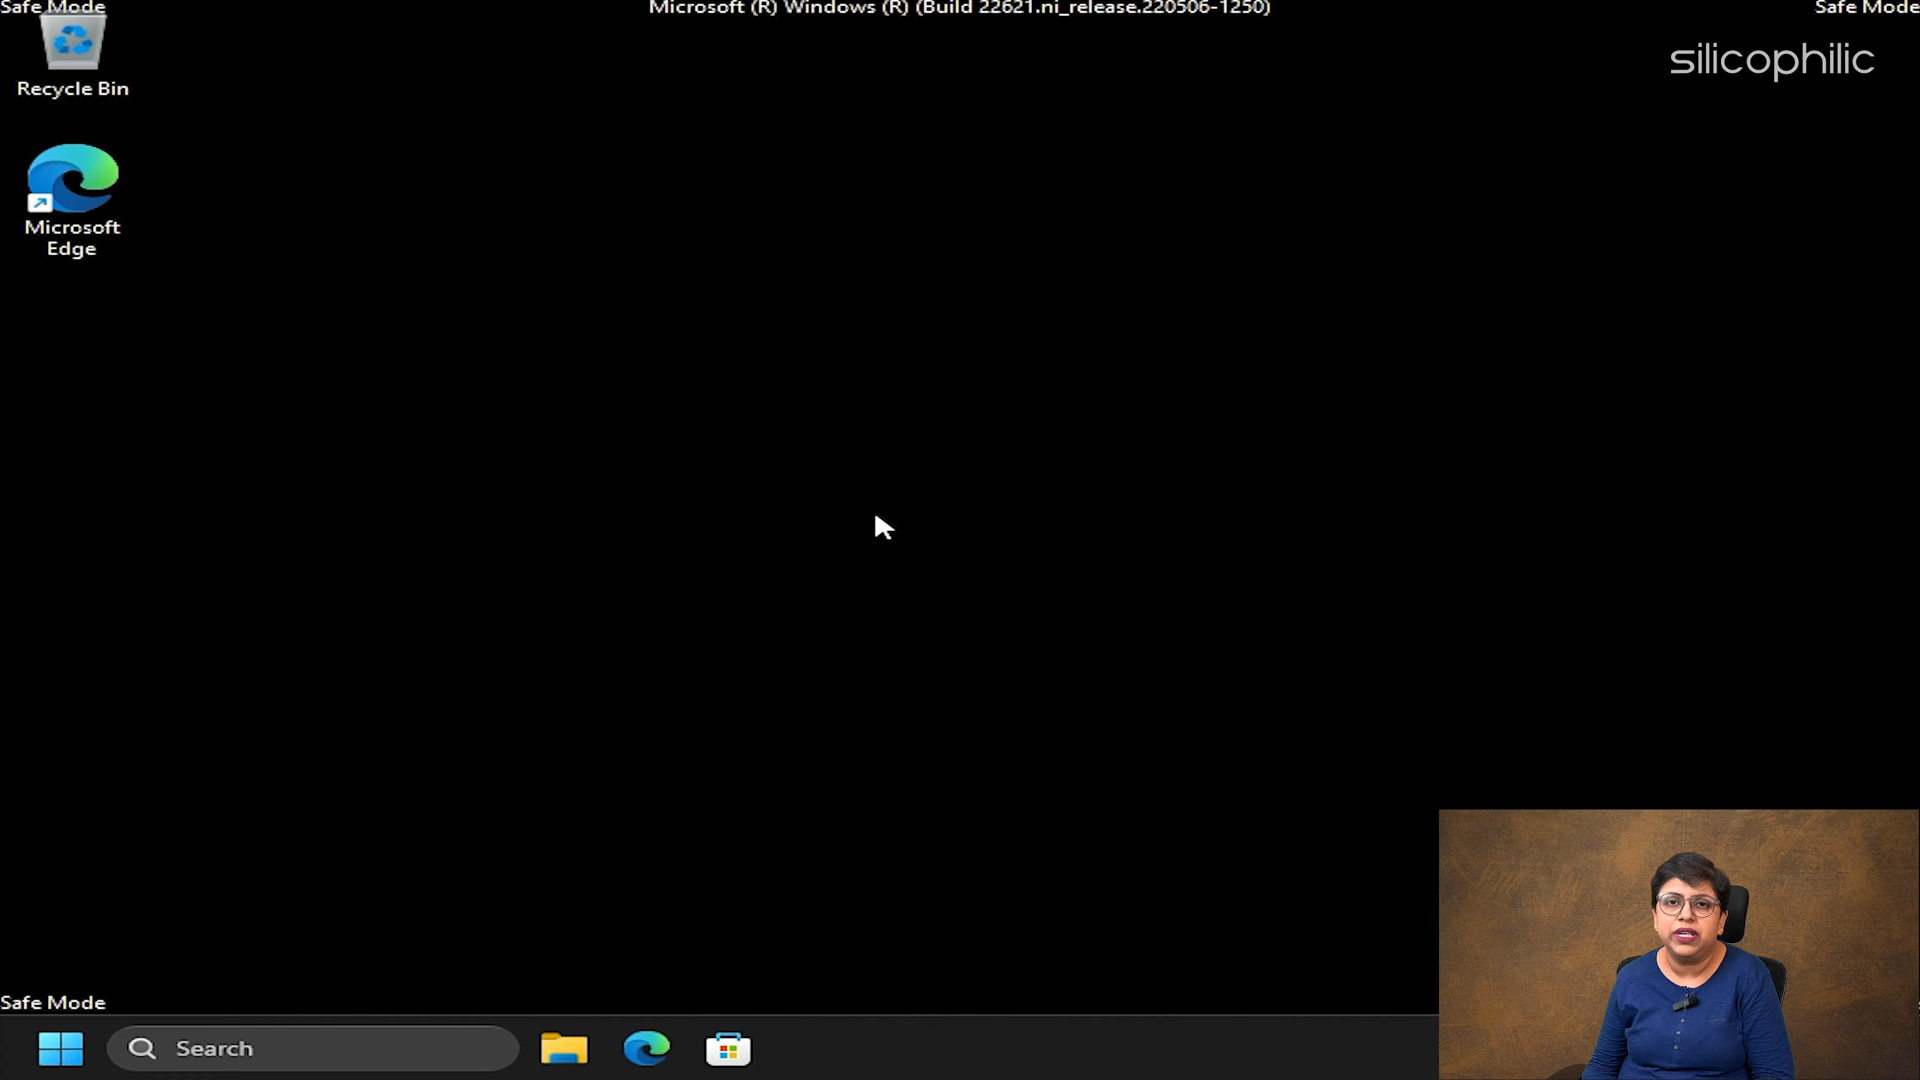 Safe Mode
Microsoft (R) Windows (R) (Build 22621.ni_release.220506-1250)
Safe Mode
silicophilic
Recycle Bin
Microsoft
Edge
Safe Mode
Search